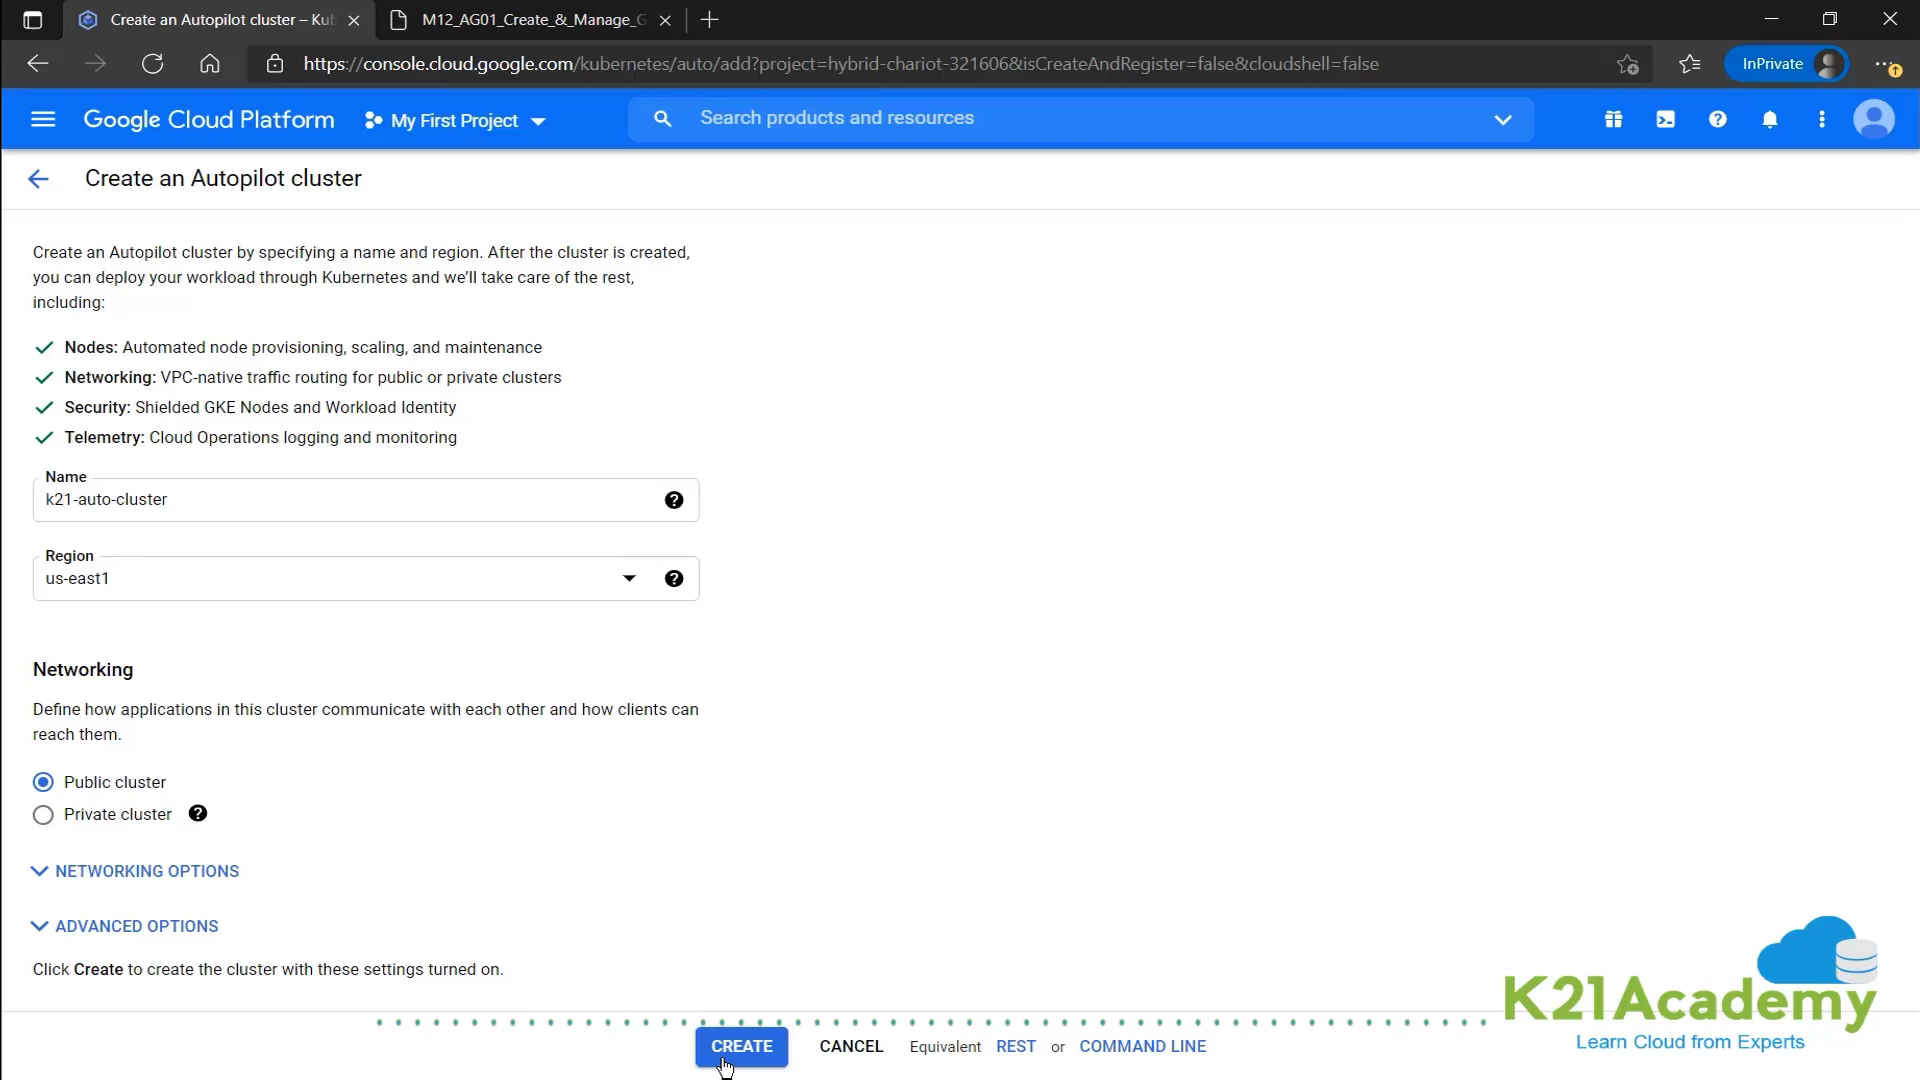 Create an Autopilot cluster – Kub
M12_AG01_Create_&_Manage_G
https://console.cloud.google.com/kubernetes/auto/add?project=hybrid-chariot-321606&isCreateAndRegister=false&cloudshell=false
InPrivate
Google Cloud Platform
My First Project
Search products and resources
Create an Autopilot cluster
Create an Autopilot cluster by specifying a name and region. After the cluster is created,
you can deploy your workload through Kubernetes and we'll take care of the rest,
including:
Nodes: Automated node provisioning, scaling, and maintenance
Networking: VPC-native traffic routing for public or private clusters
Security: Shielded GKE Nodes and Workload Identity
Telemetry: Cloud Operations logging and monitoring
Name
k21-auto-cluster
Region
us-east1
Networking
Define how applications in this cluster communicate with each other and how clients can
reach them.
Public cluster
Private cluster
NETWORKING OPTIONS
ADVANCED OPTIONS
Click Create to create the cluster with these settings turned on.
CREATE CANCEL Equivalent REST or COMMAND LINE
K21Academy
Learn Cloud from Experts